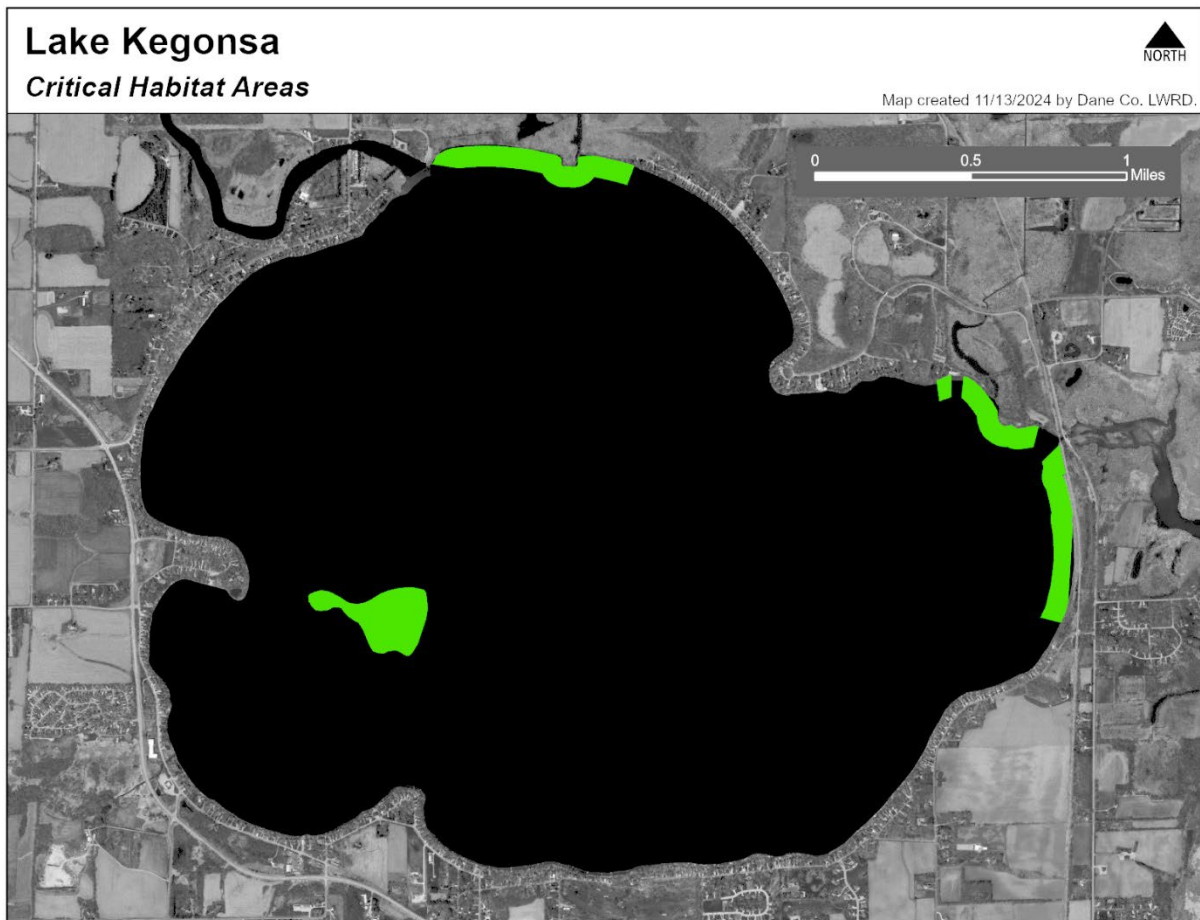 Lake Kegonsa
Critical Habitat Areas
NORTH
Map created 11/13/2024 by Dane Co. LWRD.
0 0.5 1
Miles